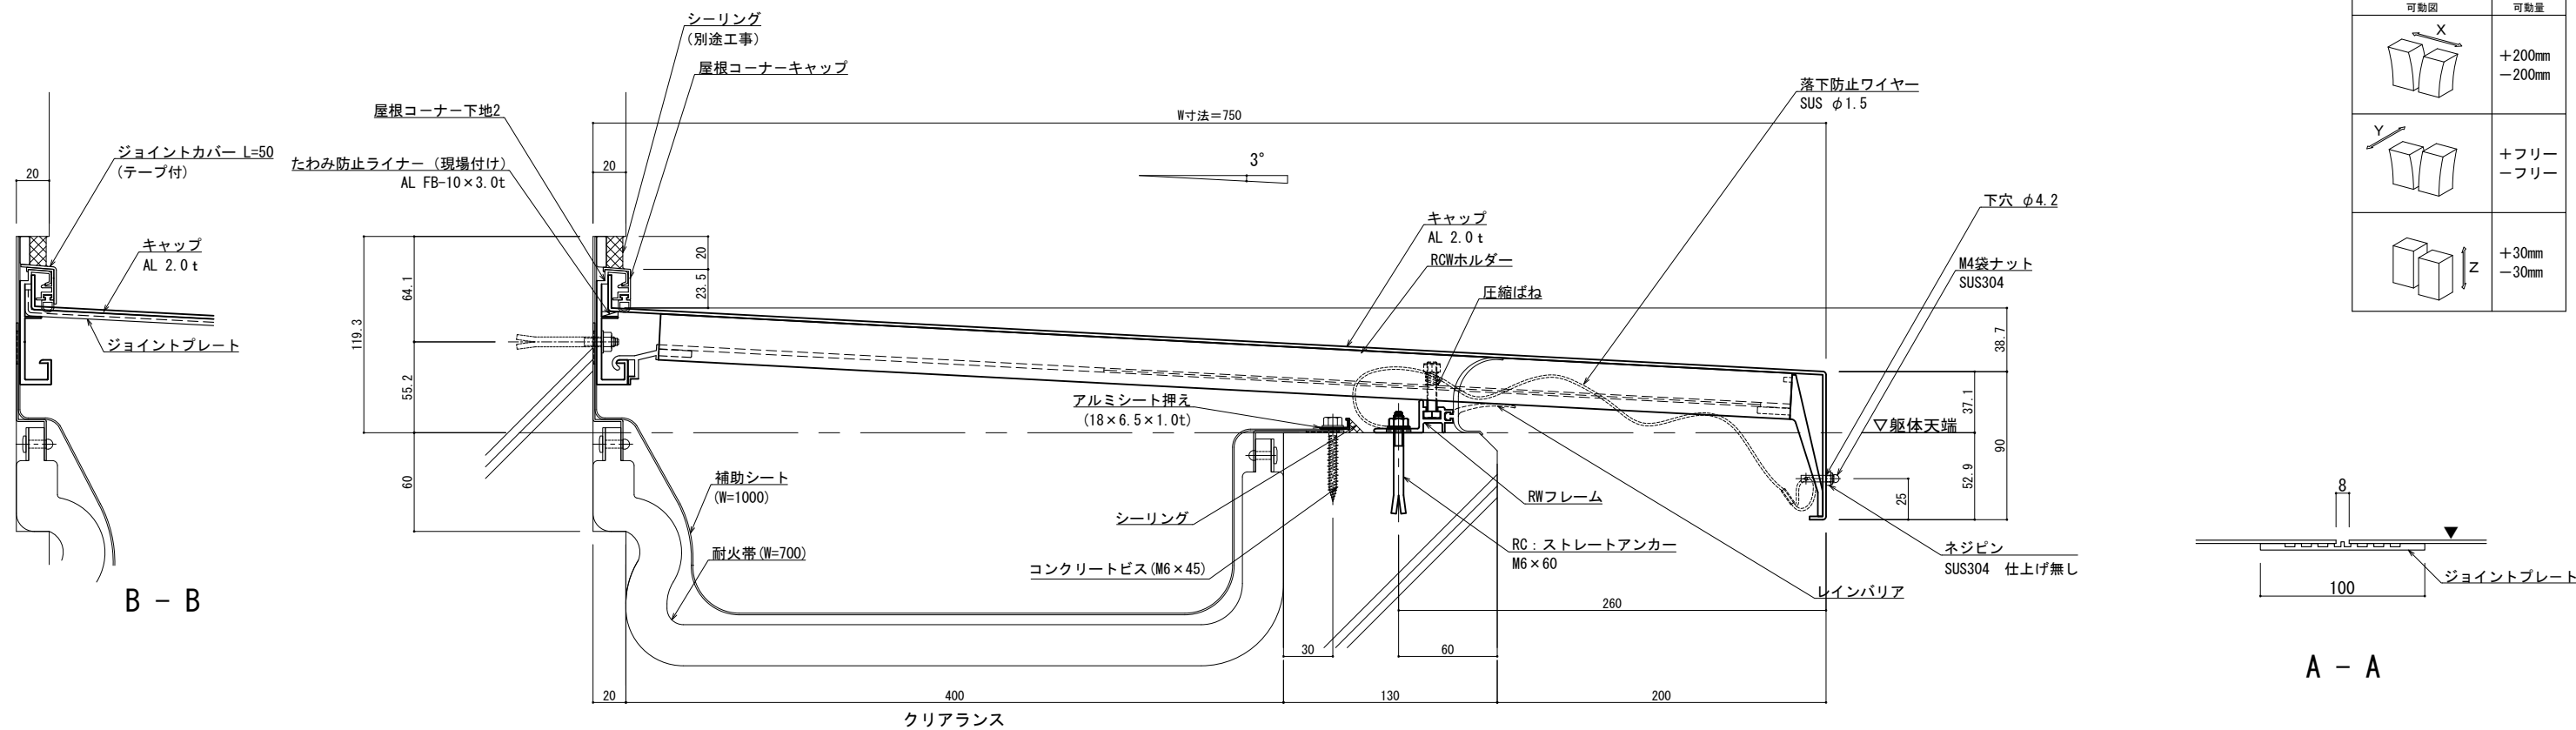 シーリング
(別途工事)
屋根コーナーキャップ
屋根コーナー下地2
たわみ防止ライナー(現場付け)
AL FB-10×3.0t
ジョイントカバー L=50
(テープ付)
20
キャップ
AL 2.0t
ジョイントプレート
B − B
W寸法=750
20
3°
落下防止ワイヤー
SUS φ1.5
キャップ
AL 2.0t
RCWホルダー
圧縮ばね
下穴 φ4.2
M4袋ナット
SUS304
20
23.5
64.1
119.3
55.2
60
38.7
37.1
90
52.9
25
▽躯体天端
アルミシート押え
(18×6.5×1.0t)
補助シート
(W=1000)
耐火帯(W=700)
シーリング
コンクリートビス(M6×45)
RWフレーム
RC:ストレートアンカー
M6×60
レインバリア
ネジピン
SUS304 仕上げ無し
260
30
60
20
400
130
200
クリアランス
可動図
可動量
X
+200mm
−200mm
Y
+フリー
−フリー
Z
+30mm
−30mm
8
100
ジョイントプレート
A − A